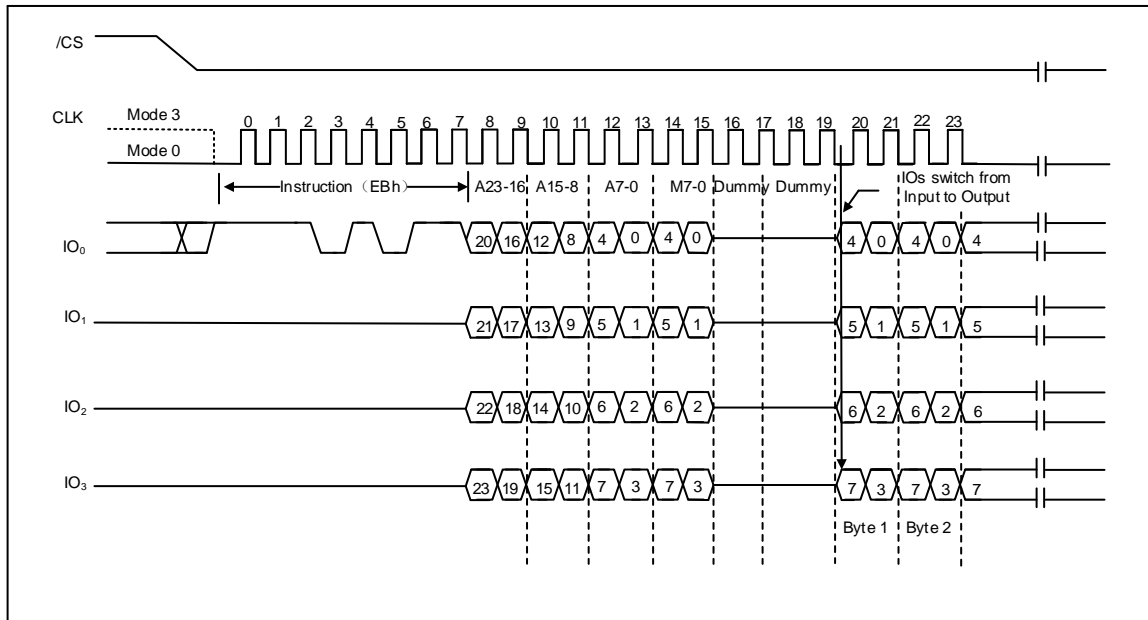 /CS
CLK
Mode 3
0 1 2 3 4 5 6 7 8 9 10 11 12 13 14 15 16 17 18 19 20 21 22 23
Mode 0
Instruction（EBh）
A23-16 A15-8 A7-0 M7-0 Dummy Dummy
IOs switch from
Input to Output
IO₀
20 16 12 8 4 0 4 0 4 0 4 0 4
IO₁
21 17 13 9 5 1 5 1 5 1 5 1 5
IO₂
22 18 14 10 6 2 6 2 6 2 6 2 6
IO₃
23 19 15 11 7 3 7 3 7 3 7 3 7
Byte 1 Byte 2